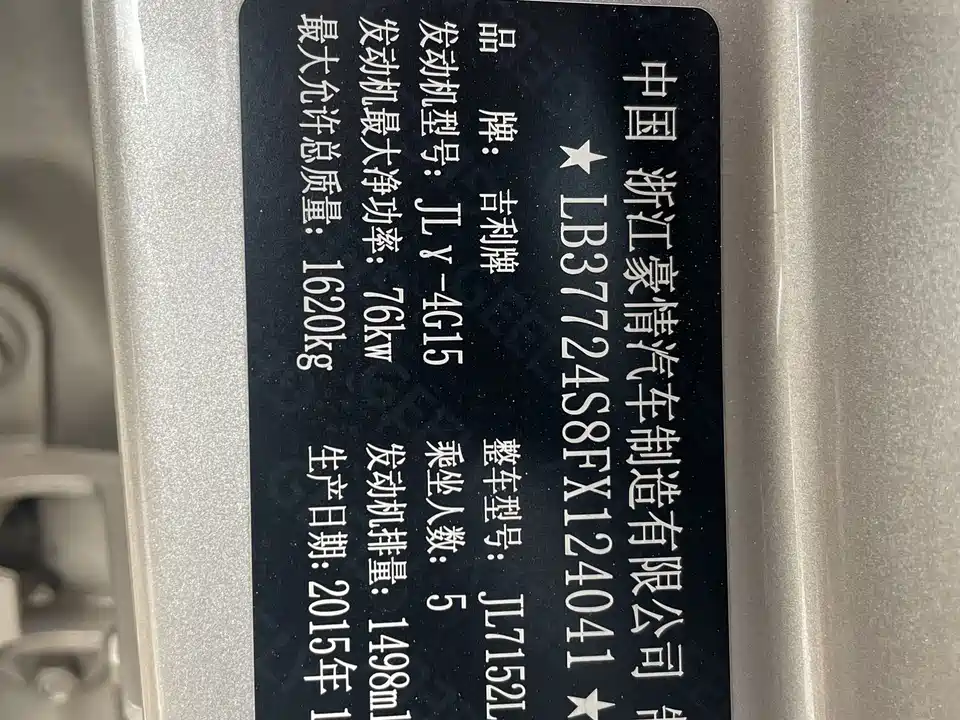 中国 浙江豪情汽车制造有限公司 制
★ LB37724S8FX124041 ★
品 牌: 吉利牌 整车型号: JL7152L
发动机型号: JLγ-4G15 乘坐人数: 5
发动机最大净功率: 76kw 发动机排量: 1498ml
最大允许总质量: 1620kg 生产日期: 2015年 1